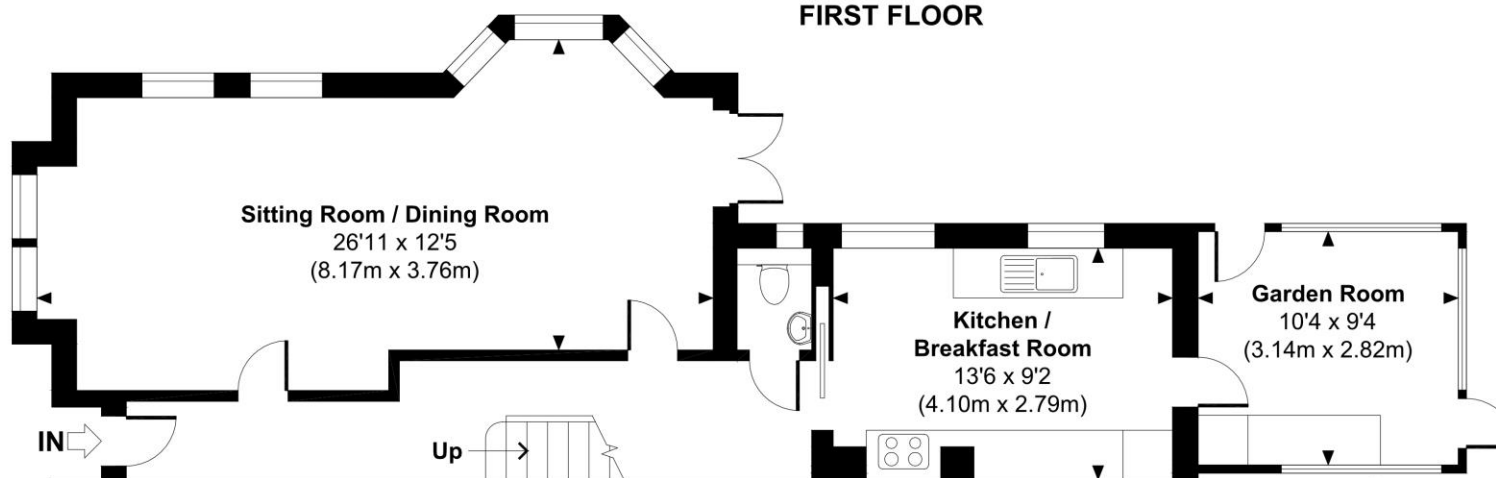 FIRST FLOOR
Sitting Room / Dining Room
26'11 x 12'5
(8.17m x 3.76m)
Kitchen /
Breakfast Room
13'6 x 9'2
(4.10m x 2.79m)
Garden Room
10'4 x 9'4
(3.14m x 2.82m)
IN
Up